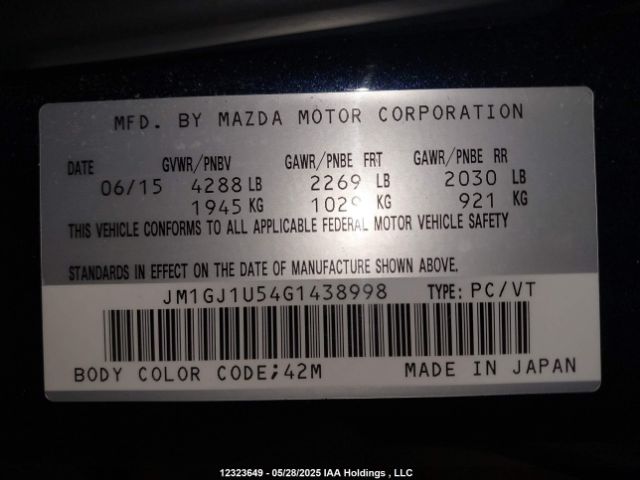 MFD. BY MAZDA MOTOR CORPORATION
DATE GVWR/PNBV GAWR/PNBE FRT GAWR/PNBE RR
06/15 4288 LB 2269 LB 2030 LB
1945 KG 1029 KG 921 KG
THIS VEHICLE CONFORMS TO ALL APPLICABLE FEDERAL MOTOR VEHICLE SAFETY
STANDARDS IN EFFECT ON THE DATE OF MANUFACTURE SHOWN ABOVE.
JM1GJ1U54G1438998 TYPE: PC/VT
BODY COLOR CODE;42M MADE IN JAPAN
12323649 - 05/28/2025 IAA Holdings , LLC